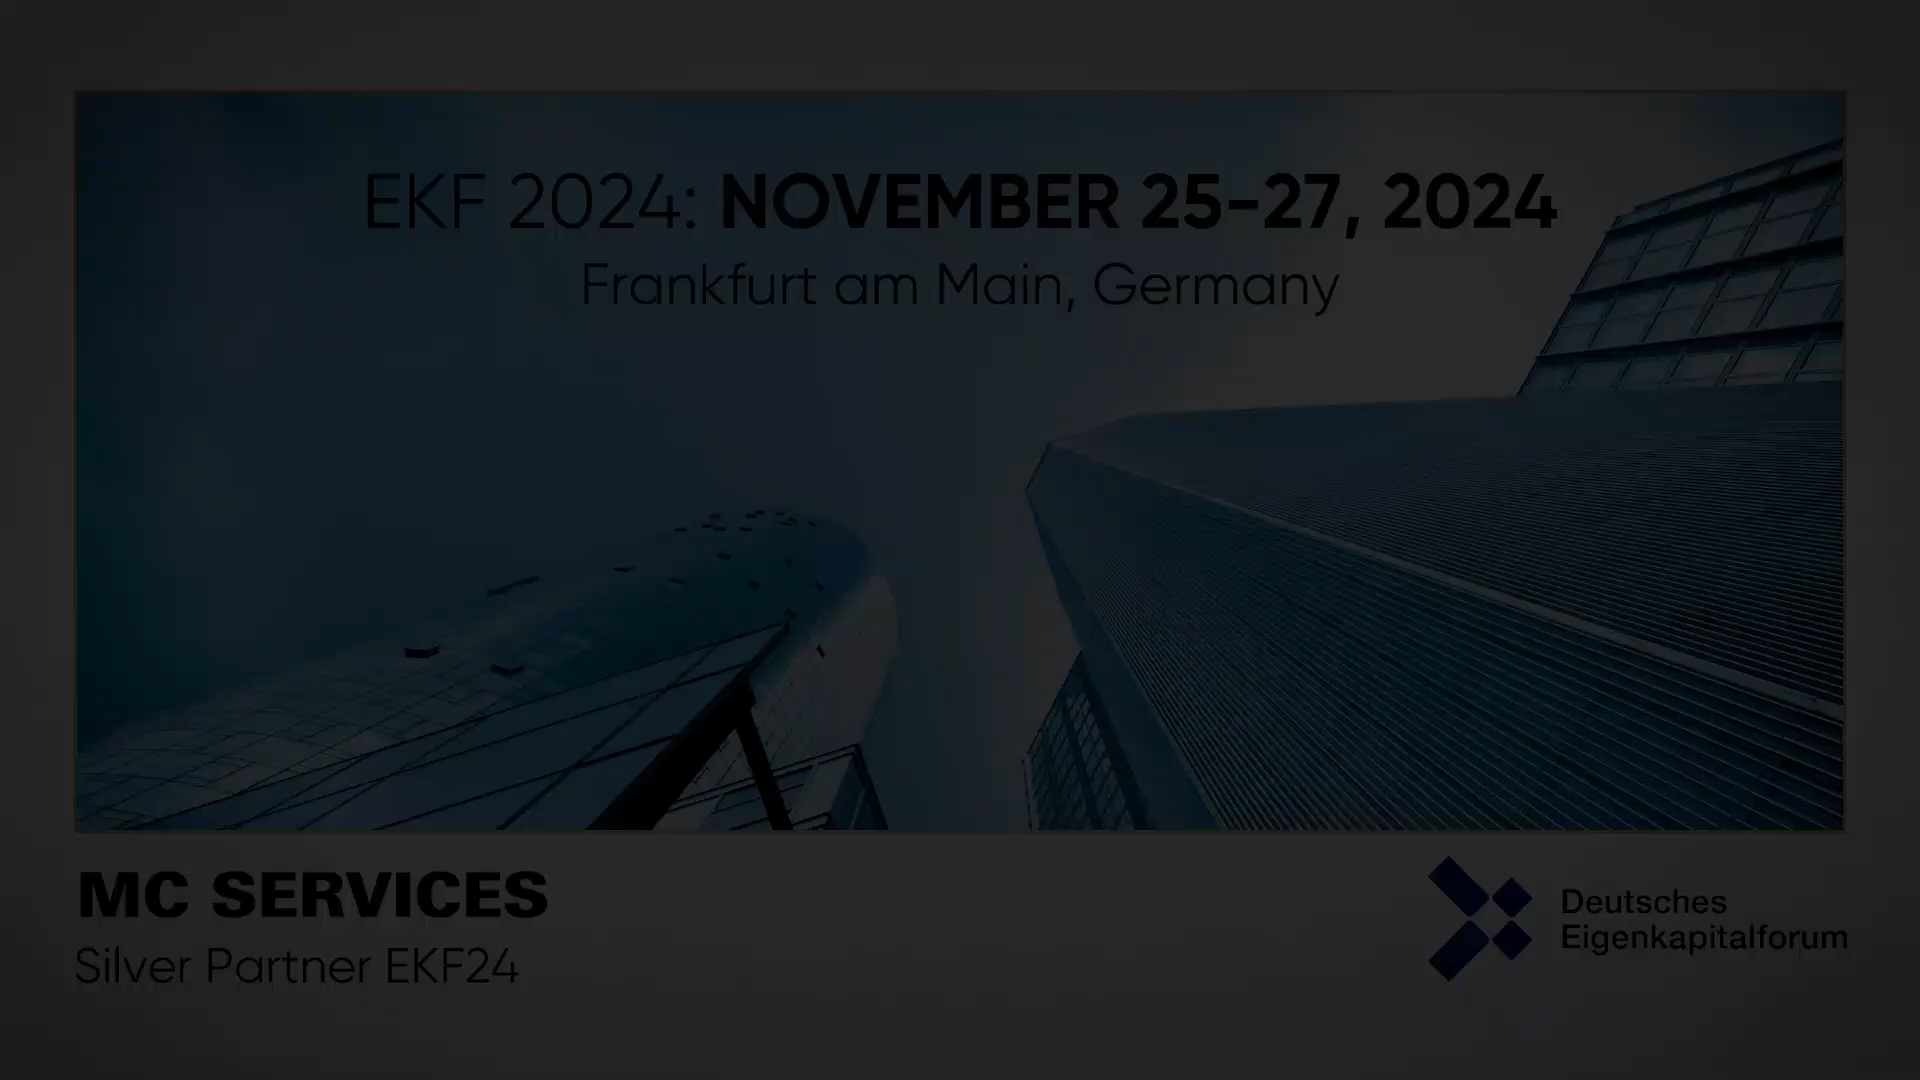 EKF 2024: NOVEMBER 25-27, 2024
Frankfurt am Main, Germany
MC SERVICES
Silver Partner EKF24
Deutsches
Eigenkapitalforum